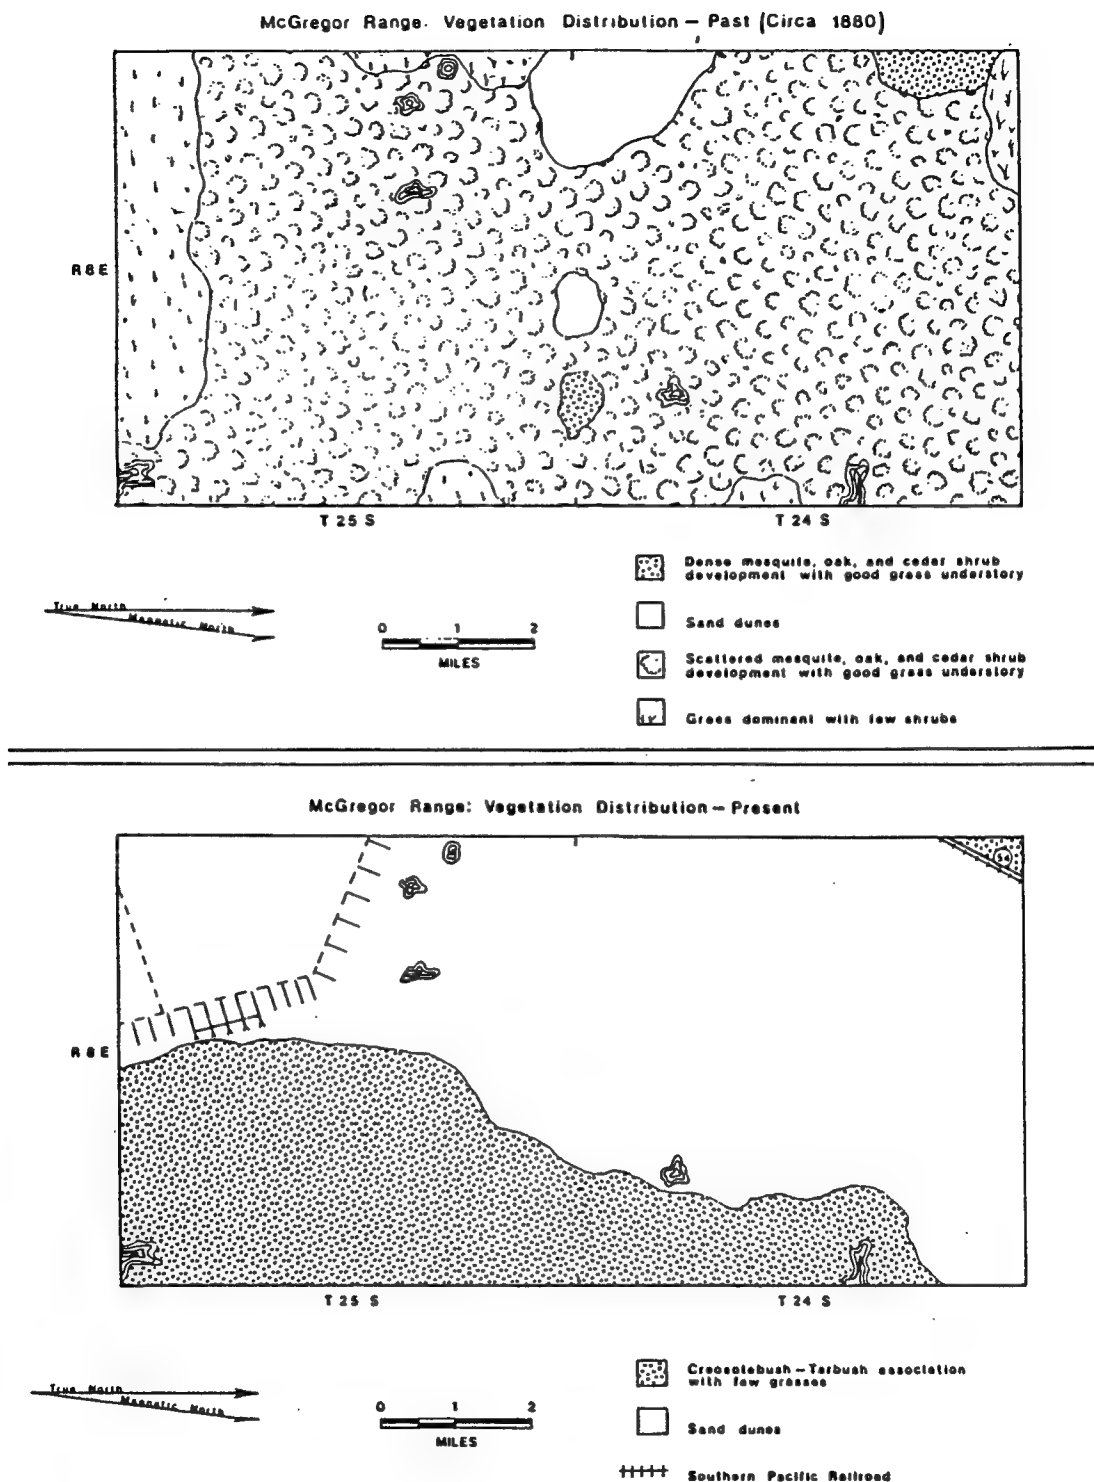 McGregor Range. Vegetation Distribution – Past (Circa 1880)
R 8 E
T 25 S
T 24 S
Dense mesquite, oak, and cedar shrub
development with good grass understory
True North
Magnetic North
0 1 2
MILES
Sand dunes
Scattered mesquite, oak, and cedar shrub
development with good grass understory
Grass dominant with few shrubs
McGregor Range: Vegetation Distribution – Present
54
R 8 E
T 25 S
T 24 S
True North
Magnetic North
0 1 2
MILES
Creosotebush – Tarbush association
with few grasses
Sand dunes
Southern Pacific Railroad